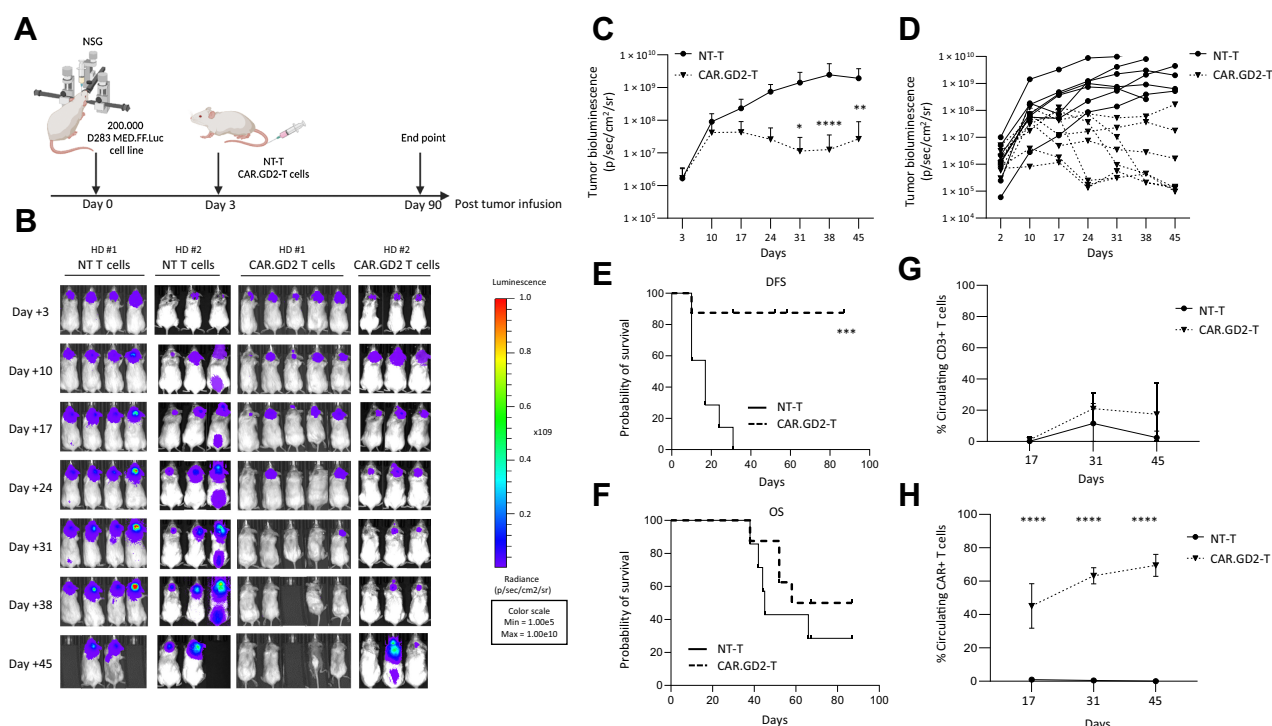 A
NSG
200.000
D283 MED.FF.Luc
cell line
NT-T
CAR.GD2-T cells
End point
Day 0
Day 3
Day 90
Post tumor infusion
B
HD #1
NT T cells
HD #2
NT T cells
HD #1
CAR.GD2 T cells
HD #2
CAR.GD2 T cells
Day +3
Day +10
Day +17
Day +24
Day +31
Day +38
Day +45
Luminescence
1.0
0.8
0.6
x109
0.4
0.2
Radiance
(p/sec/cm2/sr)
Color scale
Min = 1.00e5
Max = 1.00e10
C
Tumor bioluminescence
(p/sec/cm²/sr)
1 × 10¹⁰
1 × 10⁹
1 × 10⁸
1 × 10⁷
1 × 10⁶
1 × 10⁵
NT-T
CAR.GD2-T
* **** **
3 10 17 24 31 38 45
Days
D
Tumor bioluminescence
(p/sec/cm²/sr)
1 × 10¹⁰
1 × 10⁹
1 × 10⁸
1 × 10⁷
1 × 10⁶
1 × 10⁵
1 × 10⁴
NT-T
CAR.GD2-T
2 10 17 24 31 38 45
Days
E
DFS
Probability of survival
100
80
60
40
20
0
***
NT-T
CAR.GD2-T
0 20 40 60 80 100
Days
F
OS
Probability of survival
100
80
60
40
20
0
NT-T
CAR.GD2-T
0 20 40 60 80 100
Days
G
% Circulating CD3+ T cells
100
80
60
40
20
0
NT-T
CAR.GD2-T
17 31 45
Days
H
% Circulating CAR+ T cells
100
80
60
40
20
0
**** **** ****
NT-T
CAR.GD2-T
17 31 45
Days